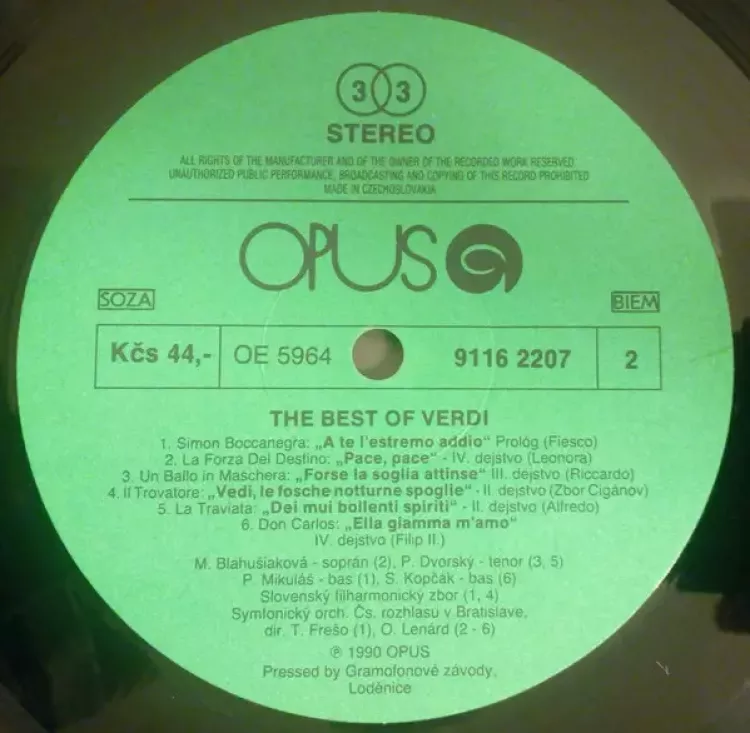 33
STEREO
ALL RIGHTS OF THE MANUFACTURER AND OF THE OWNER OF THE RECORDED WORK RESERVED
UNAUTHORIZED PUBLIC PERFORMANCE, BROADCASTING AND COPYING OF THIS RECORD PROHIBITED
MADE IN CZECHOSLOVAKIA
OPUS
SOZA BIEM
Kčs 44,- OE 5964 9116 2207 2
THE BEST OF VERDI
1. Simon Boccanegra: „A te l'estremo addio“ Prológ (Fiesco)
2. La Forza Del Destino: „Pace, pace“ - IV. dejstvo (Leonora)
3. Un Ballo in Maschera: „Forse la soglia attinse“ III. dejstvo (Riccardo)
4. Il Trovatore: „Vedi, le fosche notturne spoglie“ - II. dejstvo (Zbor Cigánov)
5. La Traviata: „Dei mui bollenti spiriti“ - II. dejstvo (Alfredo)
6. Don Carlos: „Ella giamma m'amo“
IV. dejstvo (Filip II.)
M. Blahušiaková - soprán (2), P. Dvorský - tenor (3, 5)
P. Mikuláš - bas (1), S. Kopčák - bas (6)
Slovenský filharmonický zbor (1, 4)
Symfonický orch. Čs. rozhlasu v Bratislave,
dir. T. Frešo (1), O. Lenárd (2 - 6)
℗ 1990 OPUS
Pressed by Gramofonové závody,
Loděnice